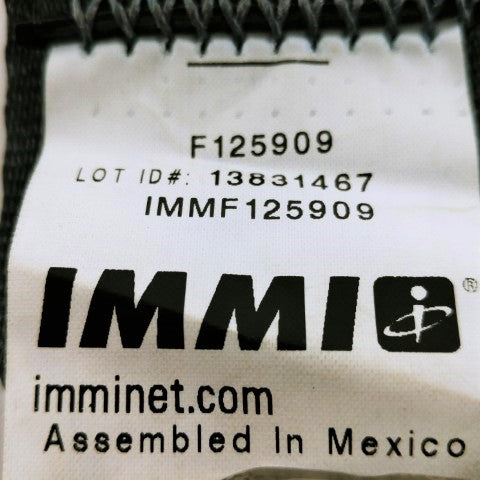 F125909
LOT ID#: 13831467
IMMF125909
IMMI®
imminet.com
Assembled In Mexico